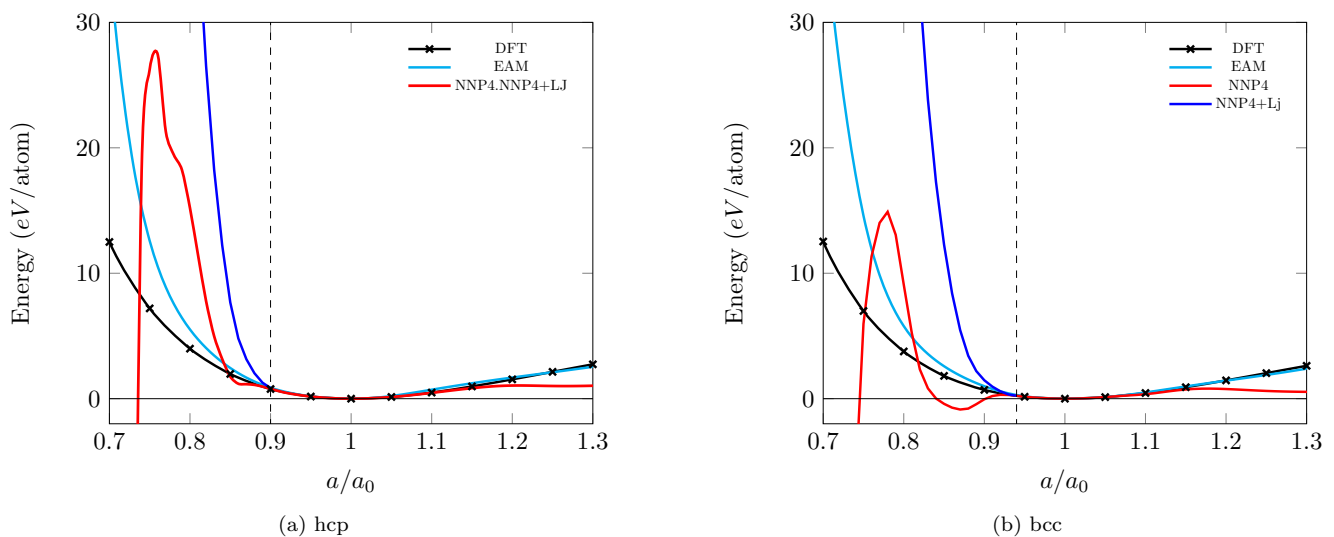 30
20
10
0
0.7 0.8 0.9 1 1.1 1.2 1.3
Energy (eV/atom)
a/a0
DFT
EAM
NNP4.NNP4+LJ
(a) hcp
30
20
10
0
0.7 0.8 0.9 1 1.1 1.2 1.3
Energy (eV/atom)
a/a0
DFT
EAM
NNP4
NNP4+Lj
(b) bcc